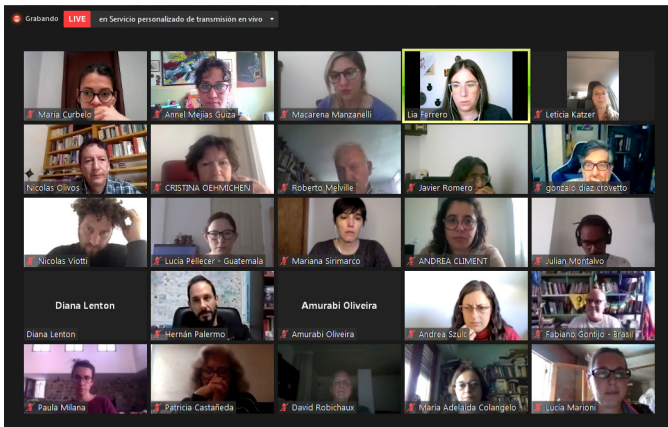 Grabando LIVE en Servicio personalizado de transmisión en vivo
María Curbelo
Annel Mejías Guiza
Macarena Manzanelli
Lía Ferrero
Leticia Katzer
Nicolas Olivos
CRISTINA OEHMICHEN
Roberto Melville
Javier Romero
gonzalo díaz crovetto
Nicolas Viotti
Lucía Pellecer - Guatemala
Mariana Sirimarco
ANDREA CLIMENT
Julian Montalvo
Diana Lenton
Diana Lenton
Hernán Palermo
Amurabi Oliveira
Amurabi Oliveira
Andrea Szulc
Fabiano Gontijo - Brasil
Paula Milana
Patricia Castañeda
David Robichaux
María Adelaida Colangelo -
Lucia Marioni